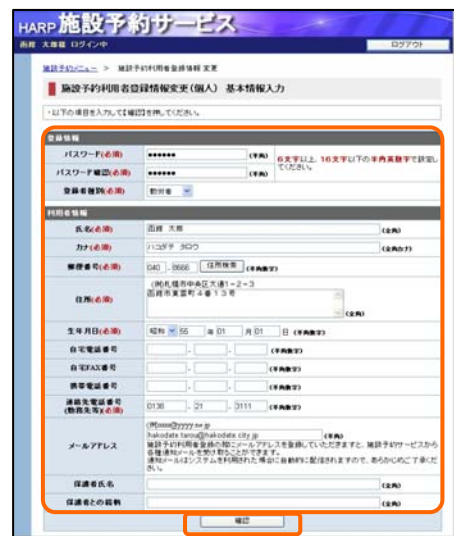 HARP施設予約サービス
函館 太郎様 ログイン中
ログアウト
施設予約メニュー > 施設予約利用者登録情報 変更
施設予約利用者登録情報変更(個人) 基本情報入力
・以下の項目を入力して【確認】を押してください。
登録情報
パスワード(必須) ●●●●●● (半角) 6文字以上、16文字以下の半角英数字で設定し
てください。
パスワード確認(必須) ●●●●●● (半角)
登録者種別(必須) 勤労者
利用者情報
氏名(必須) 函館 太郎 (全角)
カナ(必須) ハコダテ タロウ (全角カナ)
郵便番号(必須) 040 - 8666 住所検索 (半角数字)
住所(必須) (例)札幌市中央区大通1-2-3
函館市東雲町4番13号
(全角)
生年月日(必須) 昭和 55 年 01 月 01 日 (半角数字)
自宅電話番号 - - (半角数字)
自宅FAX番号 - - (半角数字)
携帯電話番号 - - (半角数字)
連絡先電話番号
(勤務先等)(必須) 0138 - 21 - 3111 (半角数字)
メールアドレス (例)xxxx@yyyy.ne.jp
hakodate.tarou@hakodate.city.jp (半角)
施設予約利用者登録の際にメールアドレスを登録していただきますと、施設予約サービスから
各種通知メールを受け取ることができます。
通知メールはシステムを利用された場合に自動的に配信されますので、あらかじめご了承くだ
さい。
保護者氏名 (全角)
保護者との続柄 (全角)
確認